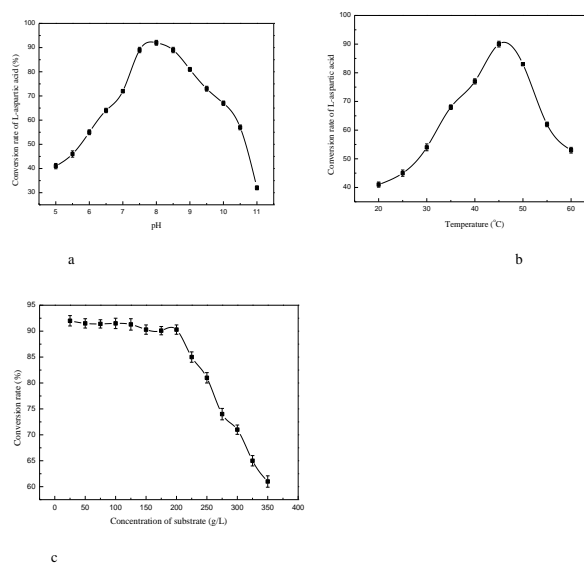 Conversion rate of L-aspartic acid (%)
100
90
80
70
60
50
40
30
5 6 7 8 9 10 11
pH
a
Conversion rate of L-aspartic acid
100
90
80
70
60
50
40
20 30 40 50 60
Temperature (°C)
b
Conversion rate (%)
95
90
85
80
75
70
65
60
0 50 100 150 200 250 300 350 400
Concentration of substrate (g/L)
c